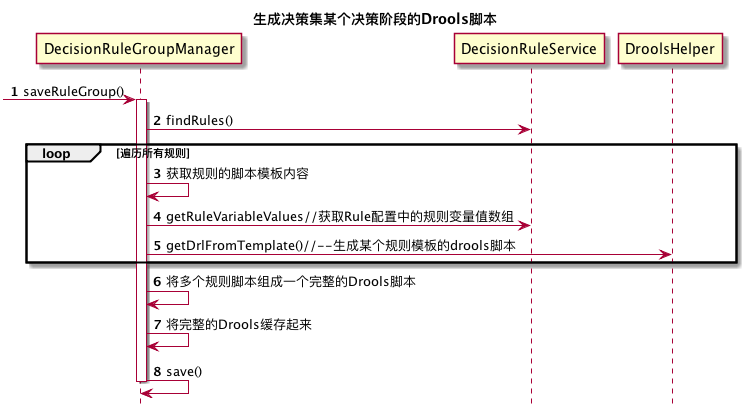 生成决策集某个决策阶段的Drools脚本
DecisionRuleGroupManager
DecisionRuleService
DroolsHelper
1 saveRuleGroup()
2 findRules()
loop [遍历所有规则]
3 获取规则的脚本模板内容
4 getRuleVariableValues//获取Rule配置中的规则变量值数组
5 getDrlFromTemplate()//--生成某个规则模板的drools脚本
6 将多个规则脚本组成一个完整的Drools脚本
7 将完整的Drools缓存起来
8 save()